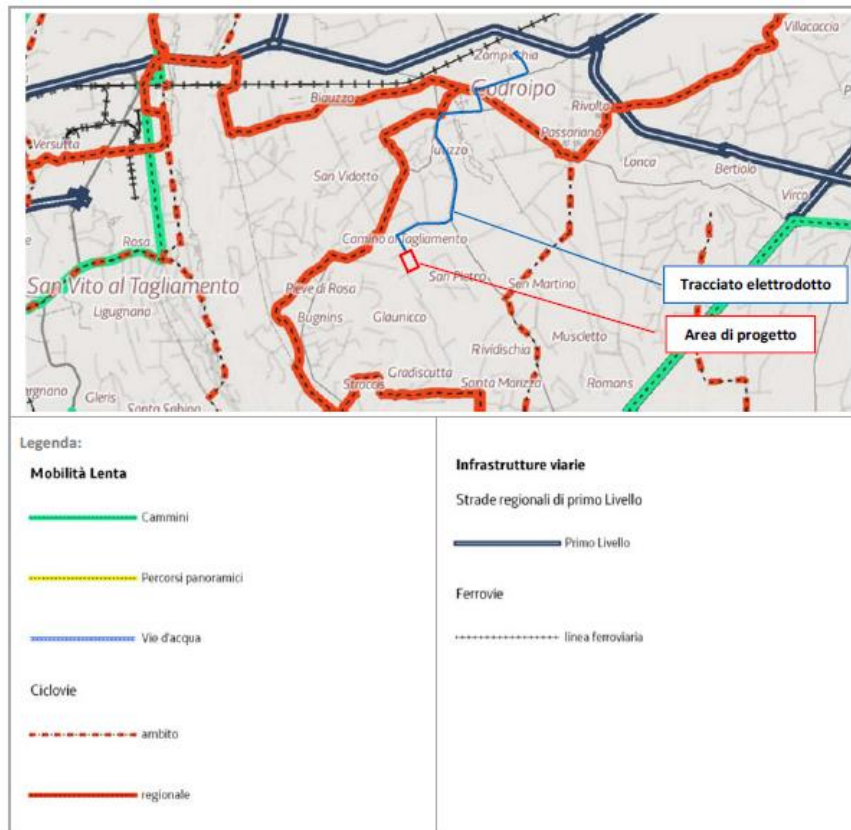 Villacaccia
Zompicchia
Codroipo
Biauzzo
Rivolto
Versutta
Passariano
Iutizzo
Lonca
Bertiolo
San Vidotto
Virco
Rosa
Camino al Tagliamento
San Vito al Tagliamento
San Pietro
San Martino
Tracciato elettrodotto
Pieve di Rosa
Ligugnana
Bugnins
Glaunicco
Area di progetto
Muscletto
Rividischia
Gradiscutta
Straccis
Santa Marizza
Romans
Gleris
Santa Sabina
Legenda:
Mobilità Lenta
Cammini
Percorsi panoramici
Vie d'acqua
Ciclovie
ambito
regionale
Infrastrutture viarie
Strade regionali di primo Livello
Primo Livello
Ferrovie
linea ferroviaria